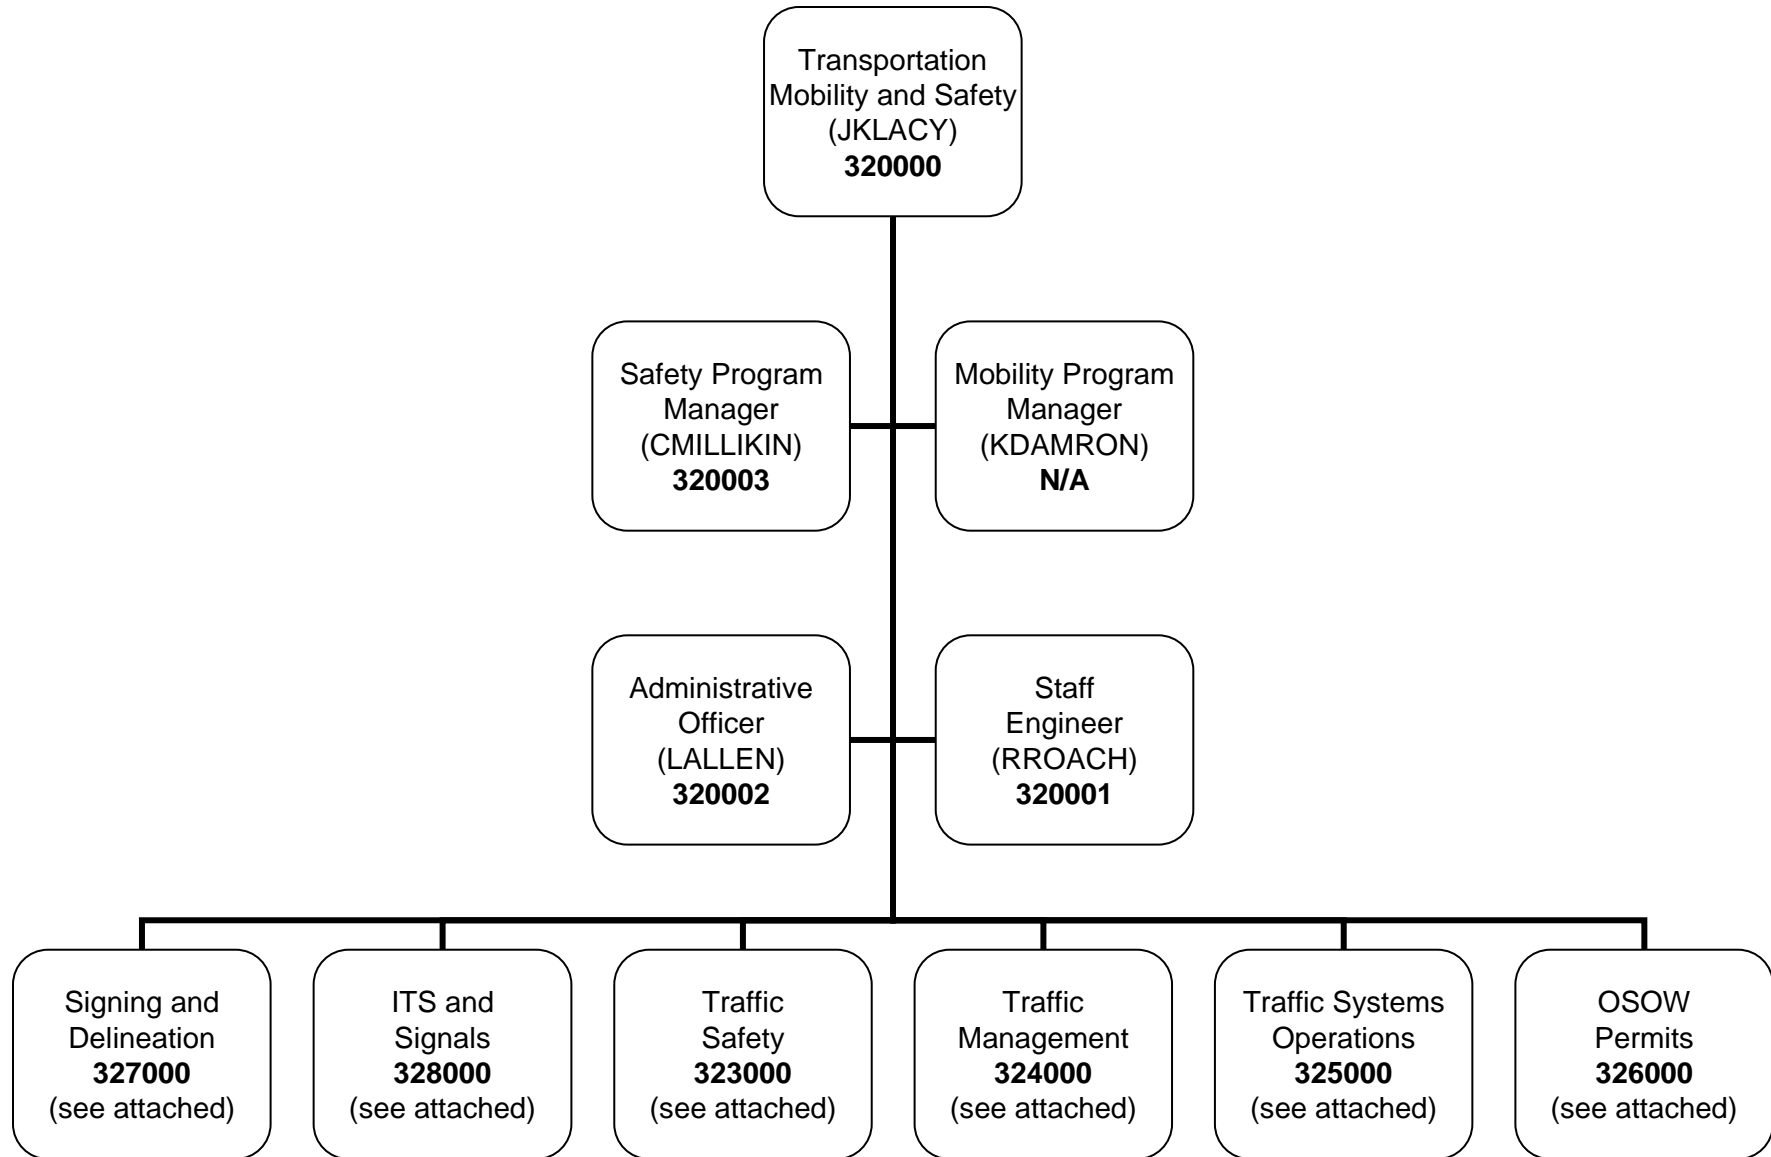 Transportation
Mobility and Safety
(JKLACY)
320000
Safety Program
Manager
(CMILLIKIN)
320003
Mobility Program
Manager
(KDAMRON)
N/A
Administrative
Officer
(LALLEN)
320002
Staff
Engineer
(RROACH)
320001
Signing and
Delineation
327000
(see attached)
ITS and
Signals
328000
(see attached)
Traffic
Safety
323000
(see attached)
Traffic
Management
324000
(see attached)
Traffic Systems
Operations
325000
(see attached)
OSOW
Permits
326000
(see attached)